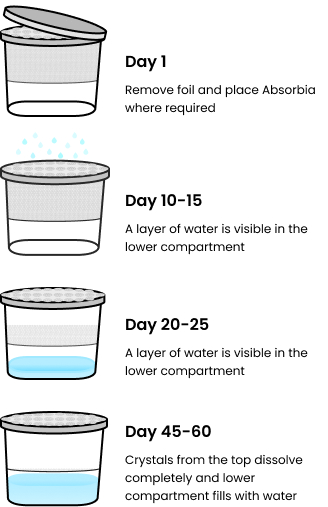 Day 1
Remove foil and place Absorbia
where required
Day 10-15
A layer of water is visible in the
lower compartment
Day 20-25
A layer of water is visible in the
lower compartment
Day 45-60
Crystals from the top dissolve
completely and lower
compartment fills with water